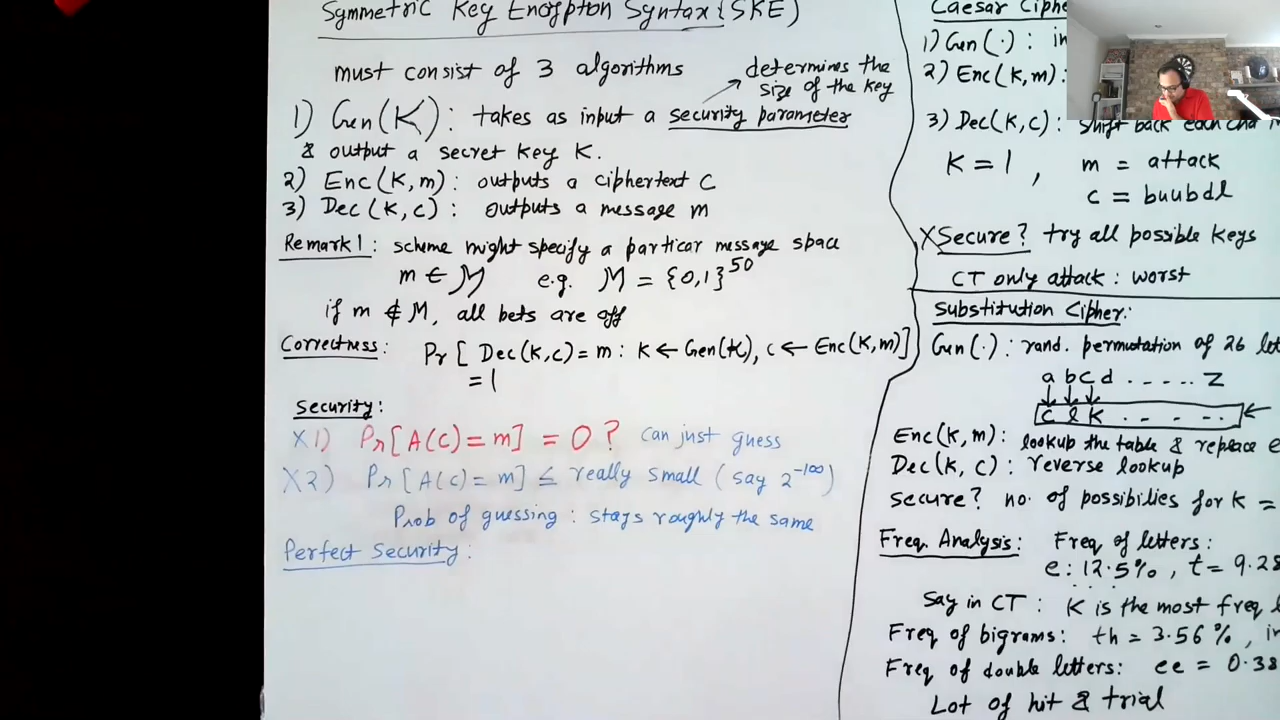 Symmetric Key Encryption Syntax (SKE)
must consist of 3 algorithms
determines the
size of the key
1) Gen(K): takes as input a security parameter
& output a secret key K.
2) Enc(K,m): outputs a ciphertext C
3) Dec(K,c): outputs a message m
Remark 1: scheme might specify a particar message space
m ∈ M e.g. M = {0,1}^50
if m ∉ M, all bets are off
Correctness: Pr[Dec(K,c)=m: K ← Gen(K), c ← Enc(K,m)]
= 1
Security:
X 1) Pr[A(C)=m] = 0? can just guess
X 2) Pr[A(c)=m] ≤ really small (say 2^-100)
Prob of guessing: stays roughly the same
Perfect Security:
Caesar Ciphe
1) Gen(·): in
2) Enc(K,m):
3) Dec(K,c): shift back each cha
K=1, m = attack
c = buubdl
X Secure? try all possible keys
CT only attack: worst
Substitution Cipher:
Gen(·): rand. permutation of 26 let
a b c d ..... Z
c l K . - . - .
Enc(K,m): lookup the table & replace e
Dec(K,C): reverse lookup
secure? no. of possibilies for K =
Freq. Analysis: Freq of letters:
e: 12.5%, t= 9.28
...
Say in CT: K is the most freq l
Freq of bigrams: th = 3.56%, in
Freq of double letters: ee = 0.38
Lot of hit & trial